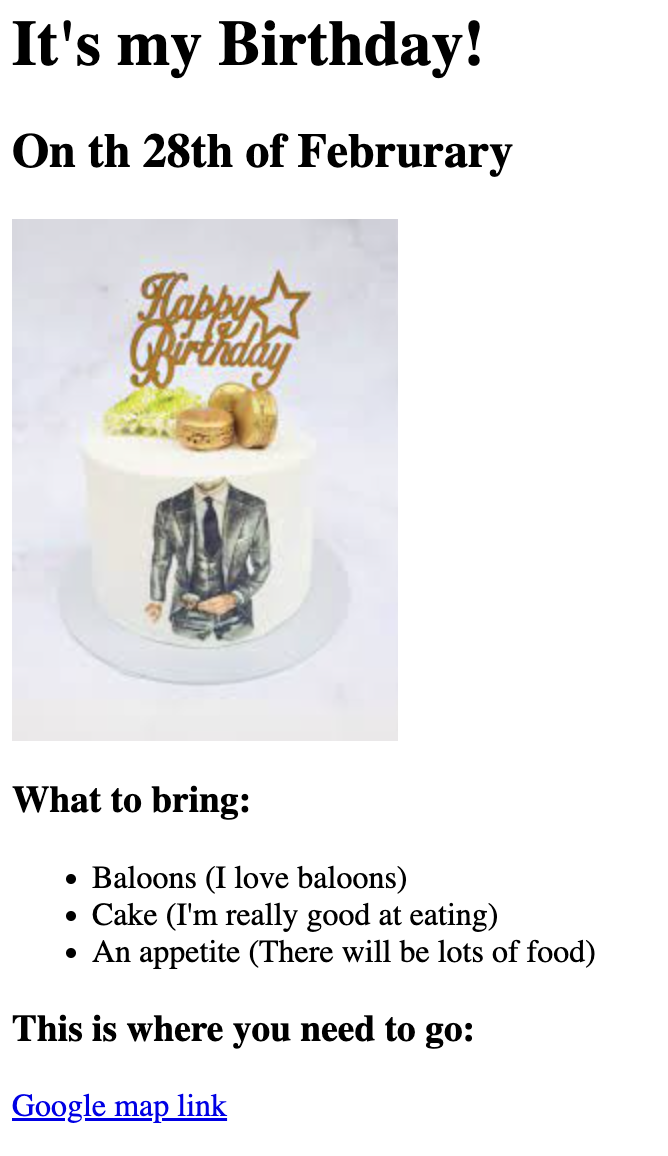 It's my Birthday!
On th 28th of Februrary
Happy
Birthday
What to bring:
Baloons (I love baloons)
Cake (I'm really good at eating)
An appetite (There will be lots of food)
This is where you need to go:
Google map link